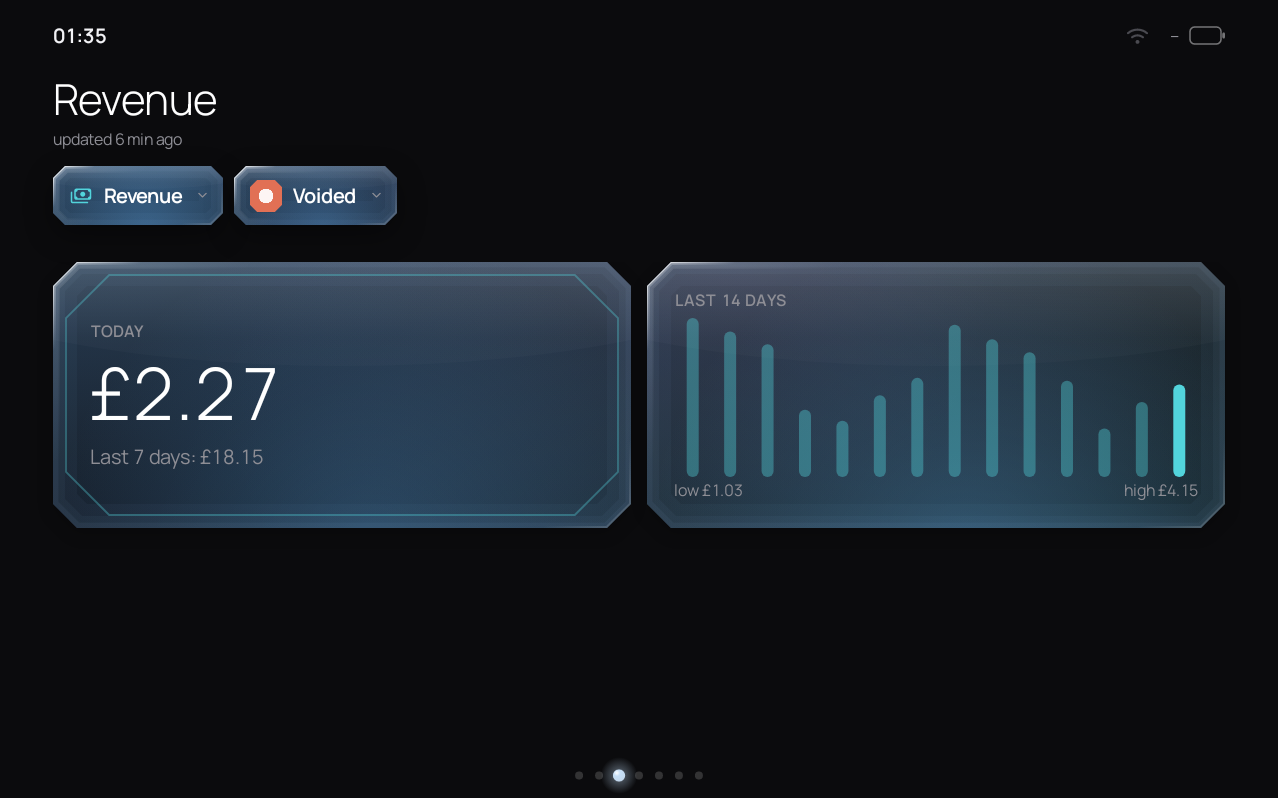 01:35
–
Revenue
updated 6 min ago
Revenue
Voided
TODAY
£2.27
Last 7 days: £18.15
LAST 14 DAYS
low £1.03
high £4.15